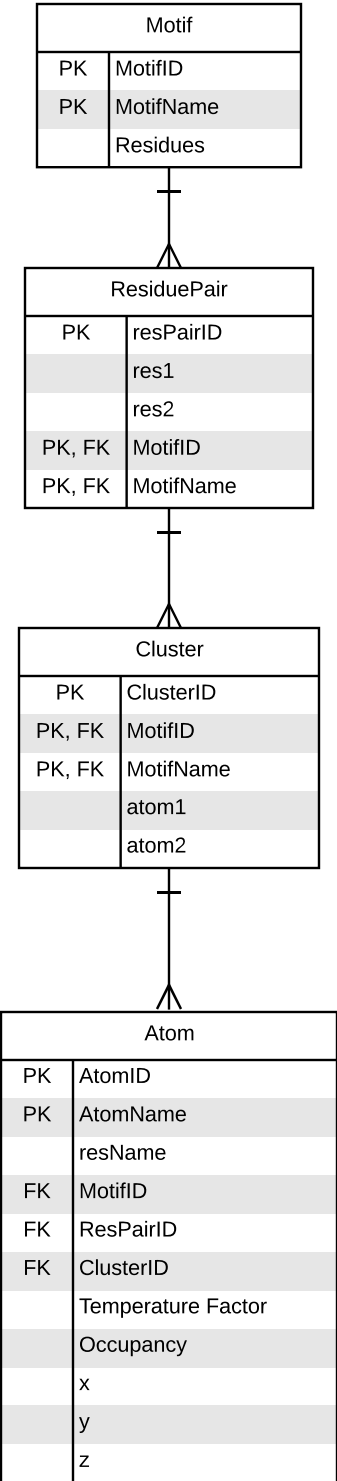 Motif
PK MotifID
PK MotifName
Residues
ResiduePair
PK resPairID
res1
res2
PK, FK MotifID
PK, FK MotifName
Cluster
PK ClusterID
PK, FK MotifID
PK, FK MotifName
atom1
atom2
Atom
PK AtomID
PK AtomName
resName
FK MotifID
FK ResPairID
FK ClusterID
Temperature Factor
Occupancy
x
y
z